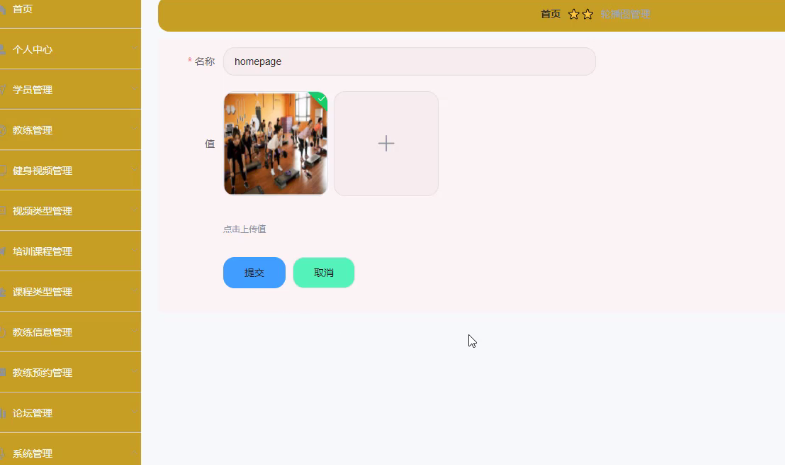 首页
个人中心
学员管理
教练管理
健身视频管理
视频类型管理
培训课程管理
课程类型管理
教练信息管理
教练预约管理
论坛管理
系统管理
首页
* 名称
homepage
值
点击上传值
提交
取消